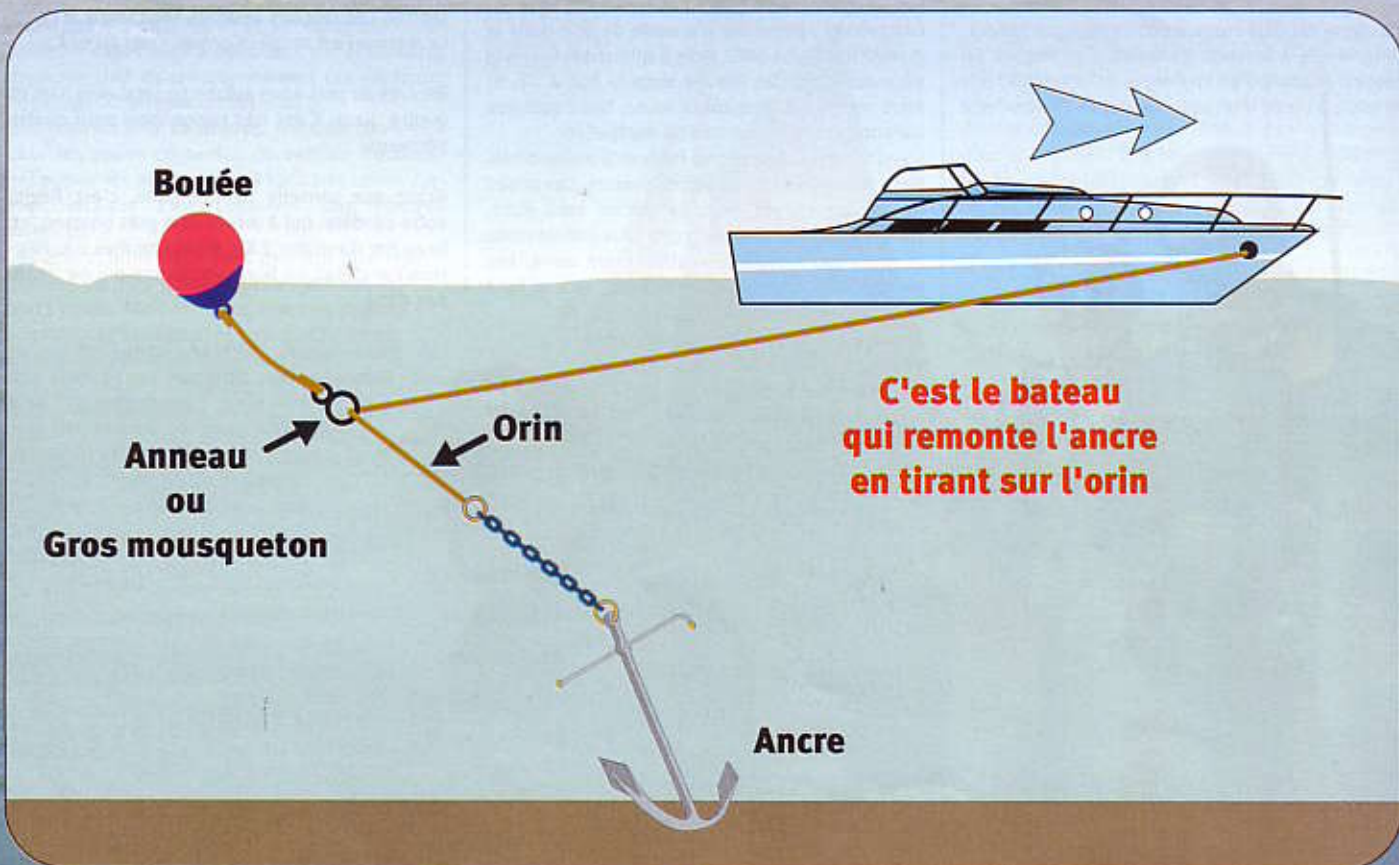 Bouée
Anneau
ou
Gros mousqueton
Orin
C'est le bateau
qui remonte l'ancre
en tirant sur l'orin
Ancre